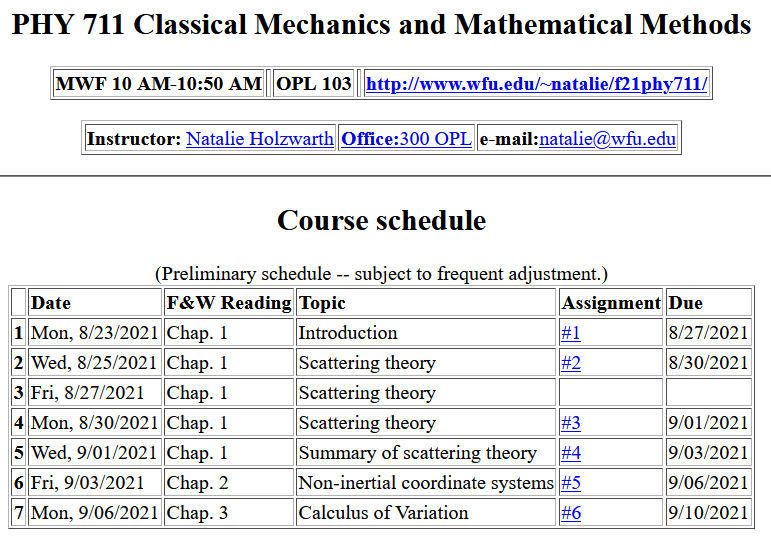 PHY 711 Classical Mechanics and Mathematical Methods
MWF 10 AM-10:50 AM OPL 103 http://www.wfu.edu/~natalie/f21phy711/
Instructor: Natalie Holzwarth Office:300 OPL e-mail:natalie@wfu.edu
Course schedule
(Preliminary schedule -- subject to frequent adjustment.)
Date F&W Reading Topic Assignment Due
1 Mon, 8/23/2021 Chap. 1 Introduction #1 8/27/2021
2 Wed, 8/25/2021 Chap. 1 Scattering theory #2 8/30/2021
3 Fri, 8/27/2021 Chap. 1 Scattering theory
4 Mon, 8/30/2021 Chap. 1 Scattering theory #3 9/01/2021
5 Wed, 9/01/2021 Chap. 1 Summary of scattering theory #4 9/03/2021
6 Fri, 9/03/2021 Chap. 2 Non-inertial coordinate systems #5 9/06/2021
7 Mon, 9/06/2021 Chap. 3 Calculus of Variation #6 9/10/2021